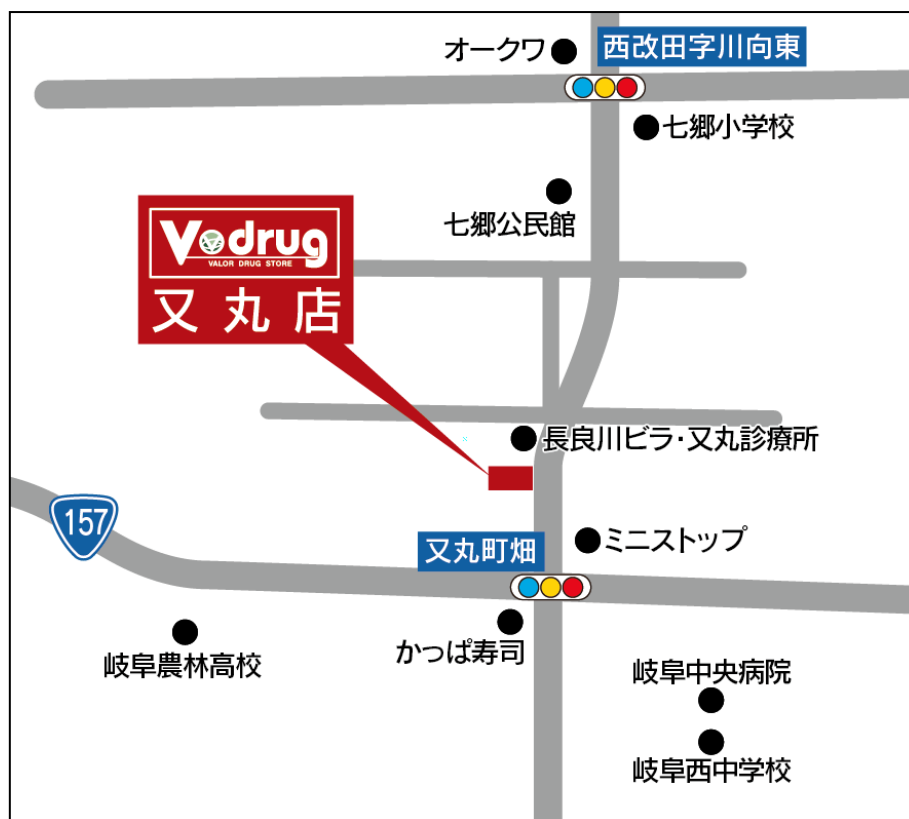 オークワ
西改田字川向東
七郷小学校
七郷公民館
V drug
VALOR DRUG STORE
又丸店
長良川ビラ・又丸診療所
157
又丸町畑
ミニストップ
かっぱ寿司
岐阜農林高校
岐阜中央病院
岐阜西中学校